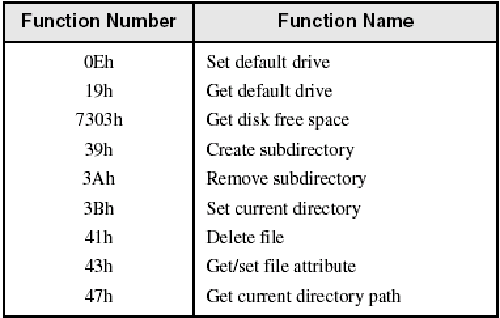 Function Number Function Name
0Eh Set default drive
19h Get default drive
7303h Get disk free space
39h Create subdirectory
3Ah Remove subdirectory
3Bh Set current directory
41h Delete file
43h Get/set file attribute
47h Get current directory path